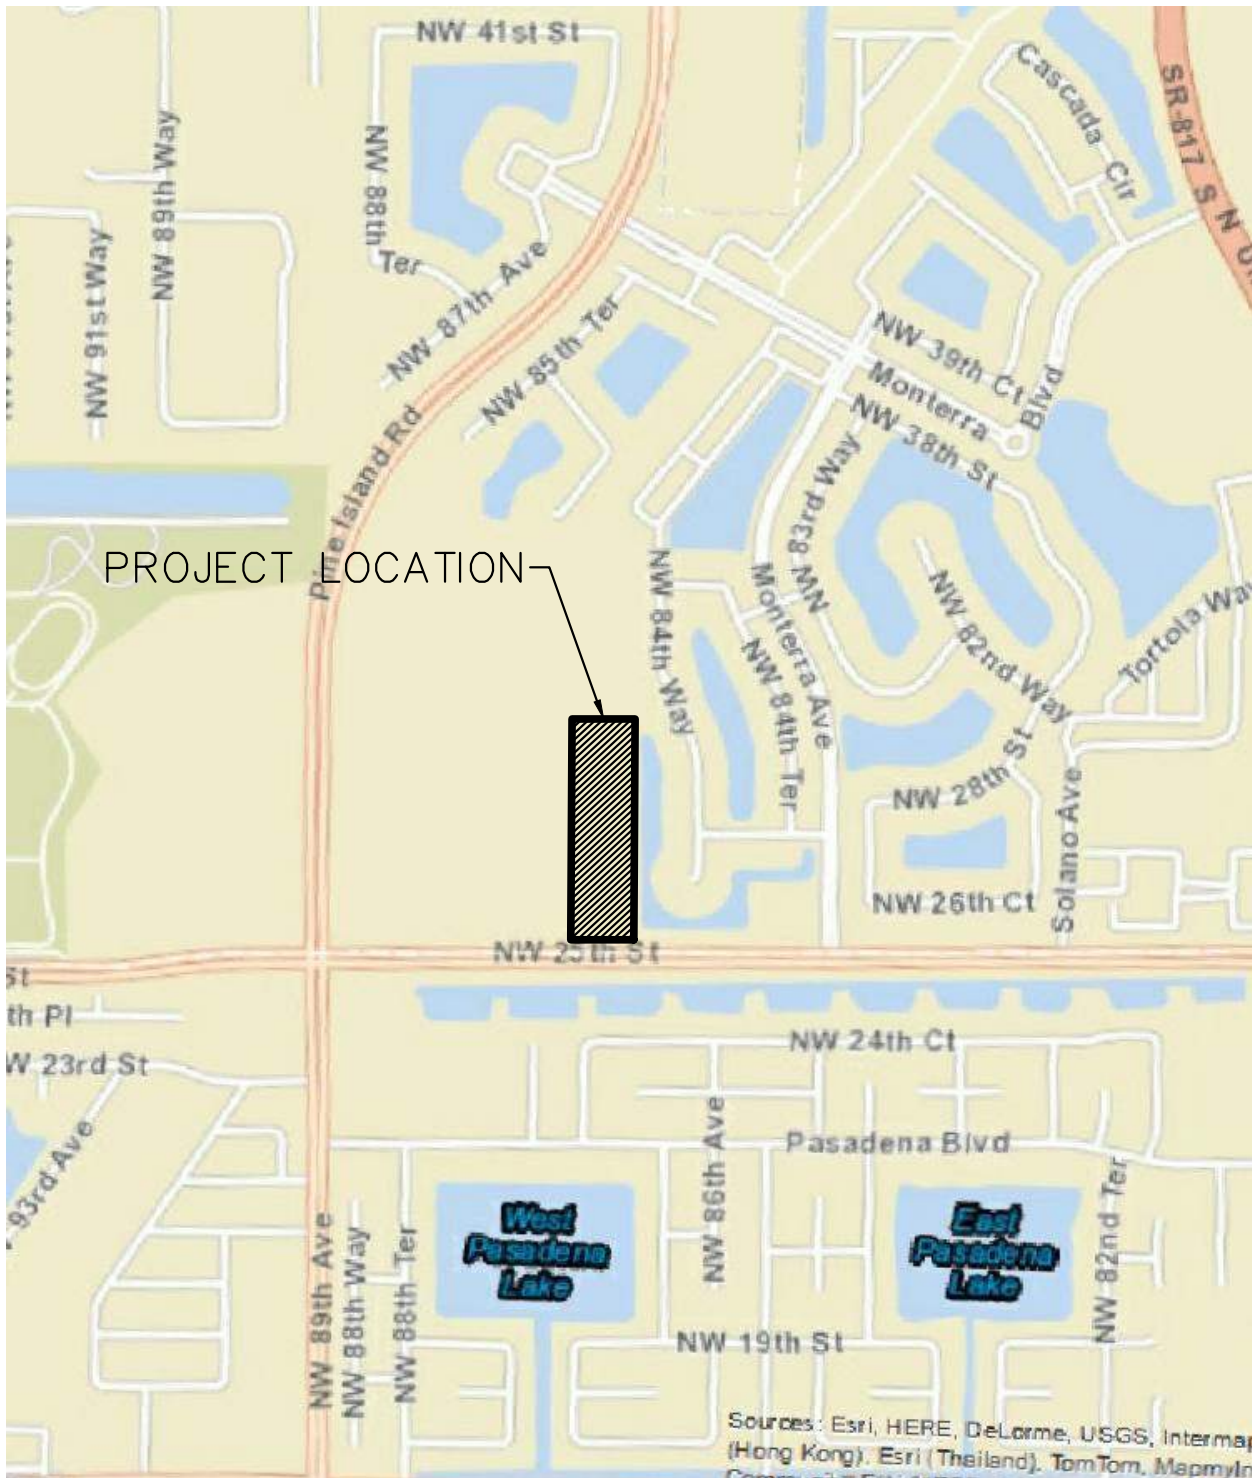 NW 41st St
Cascada Cir
SR-817 S N
NW 89th Way
NW 88th
Ter
NW 91st Way
NW 87th Ave
NW 85th Ter
NW 39th Ct
Monterra
Blvd
NW 38th St
Pine Island Rd
NW 83rd Way
PROJECT LOCATION
NW 84th Way
Monterra Ave
NW 82nd Way
Tortola Way
NW 84th Ter
NW 28th St
Solano Ave
NW 26th Ct
NW 25th St
St
th Pl
W 23rd St
NW 24th Ct
93rd Ave
NW 86th Ave
Pasadena Blvd
NW 82nd Ter
West
Pasadena
Lake
East
Pasadena
Lake
NW 89th Ave
NW 88th Way
NW 88th Ter
NW 19th St
Sources: Esri, HERE, DeLorme, USGS, Intermap
(Hong Kong), Esri (Thailand), TomTom, MapmyIn